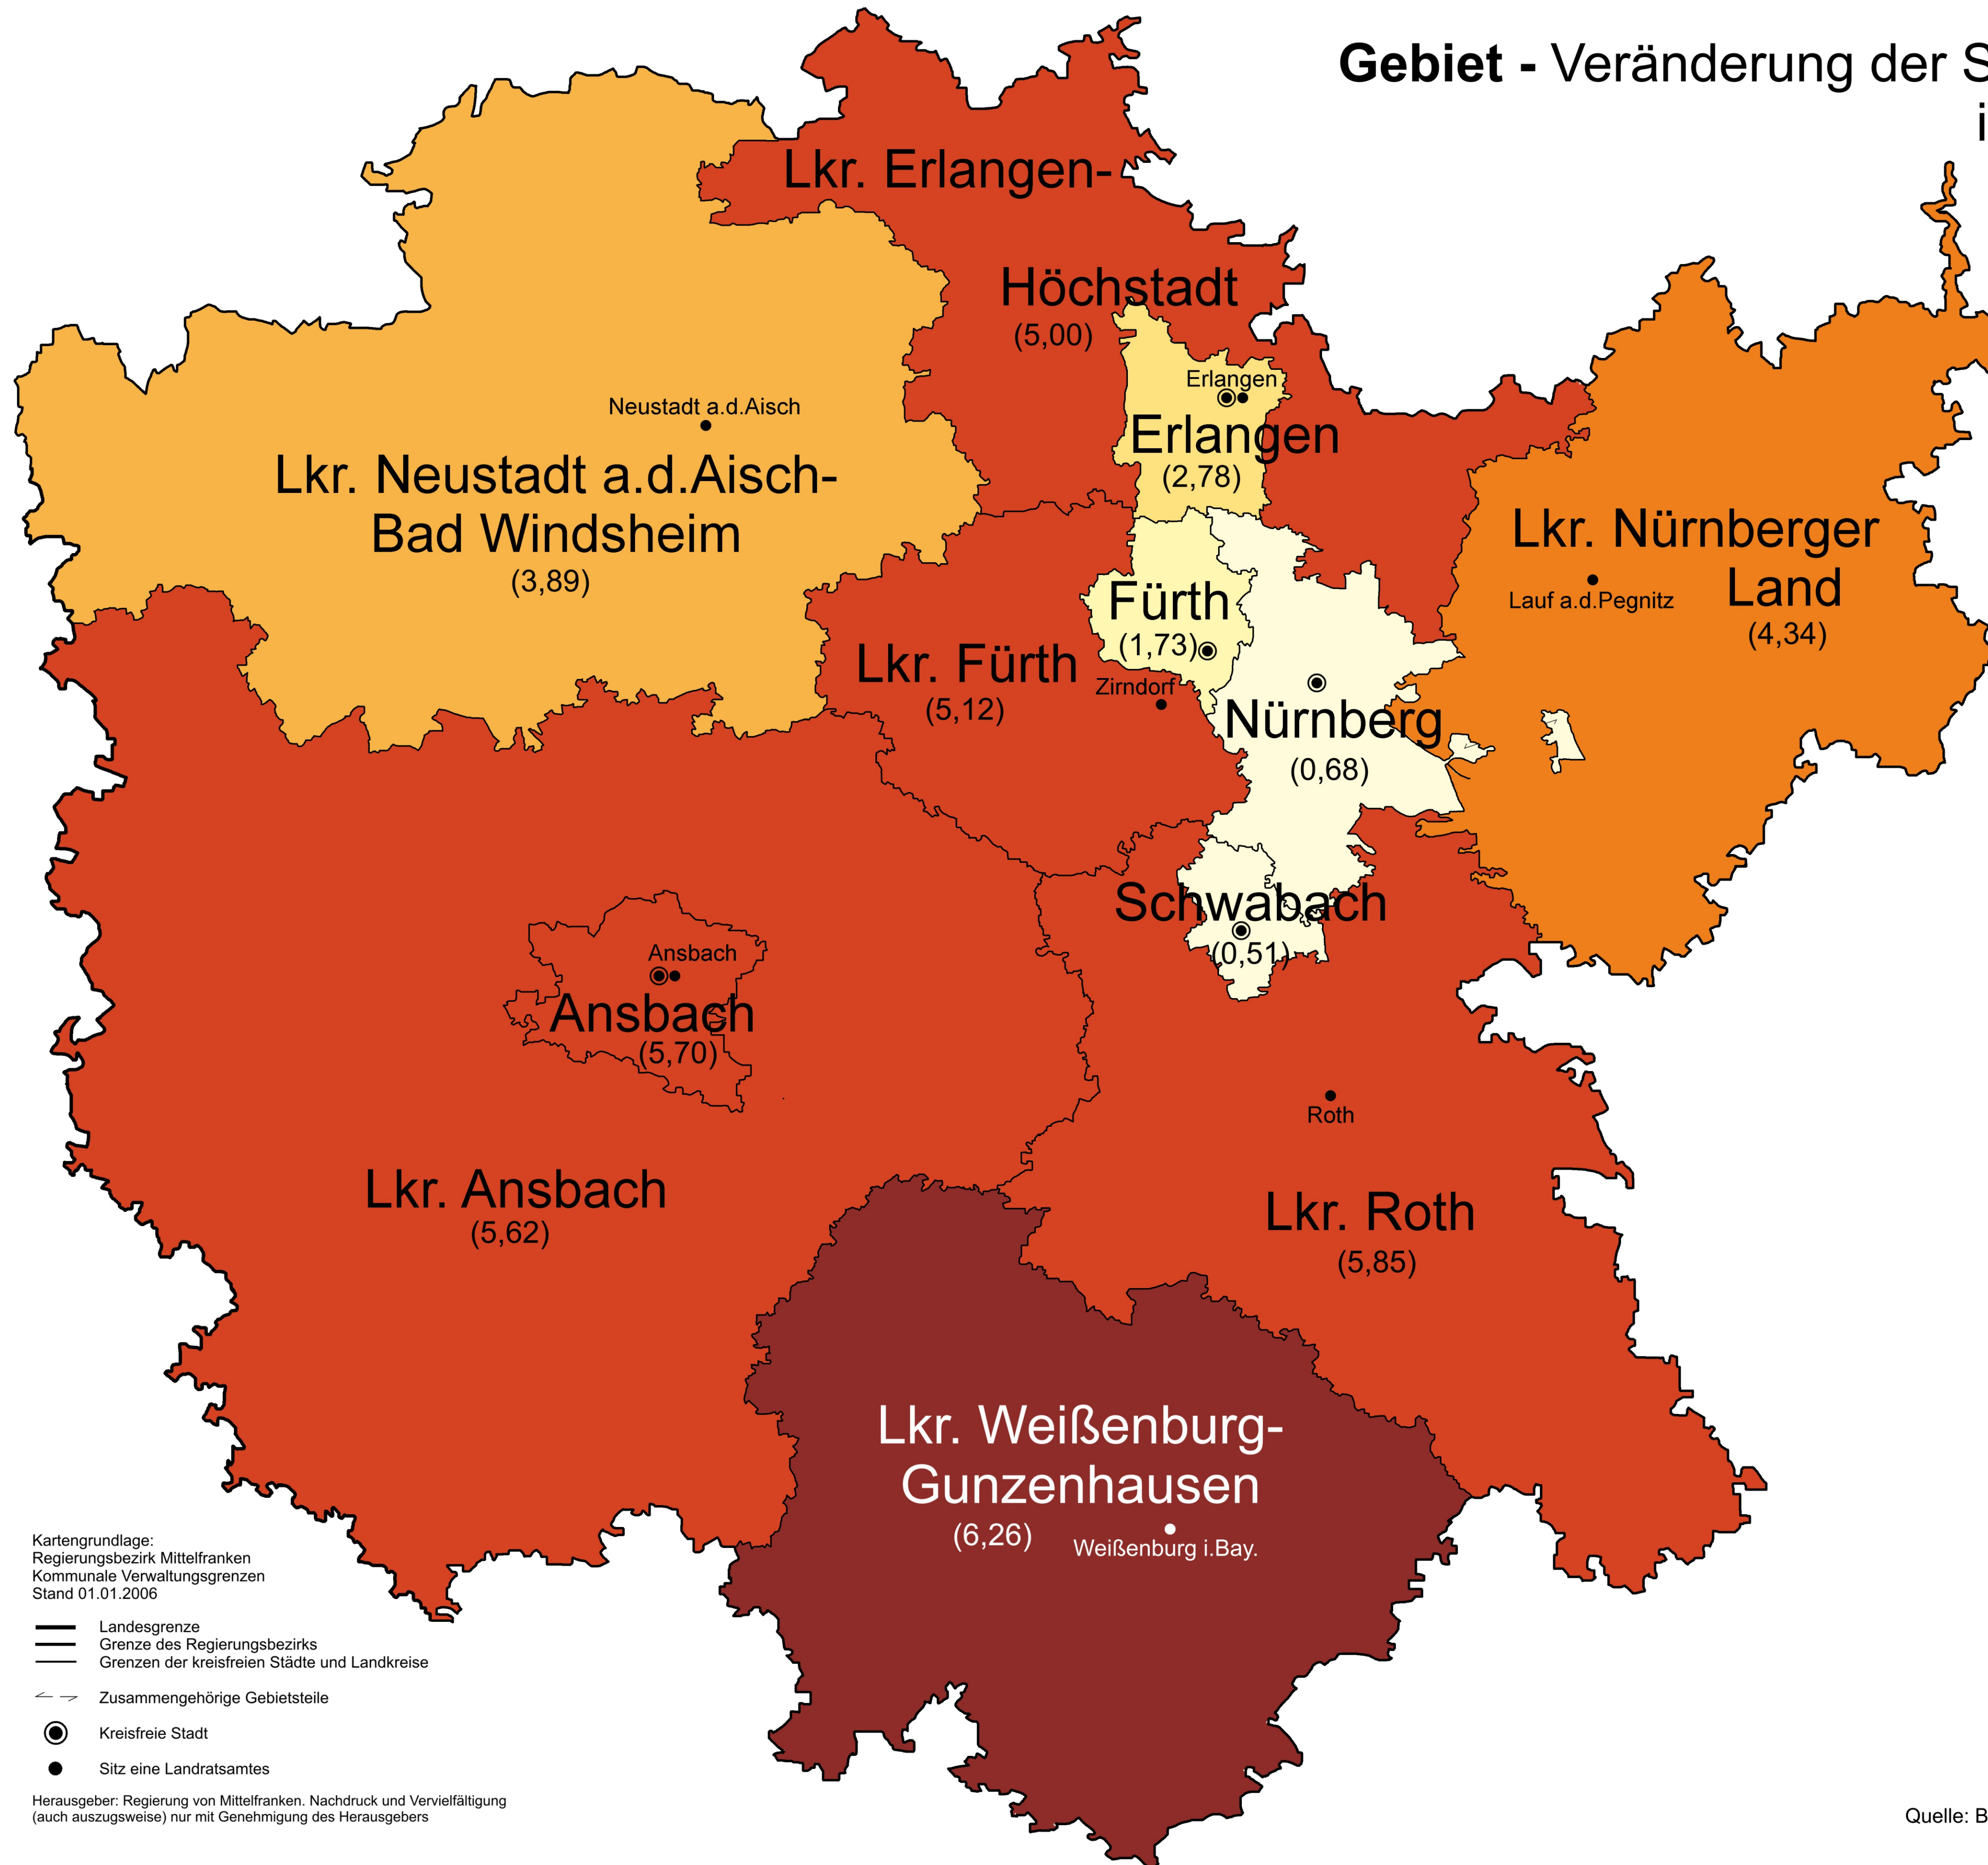 Gebiet - Veränderung der S
i
Lkr. Erlangen-
Höchstadt
(5,00)
Erlangen
Erlangen
(2,78)
Neustadt a.d.Aisch
Lkr. Neustadt a.d.Aisch-
Bad Windsheim
(3,89)
Lkr. Nürnberger
Land
Lauf a.d.Pegnitz
(4,34)
Fürth
(1,73)
Lkr. Fürth
(5,12)
Zirndorf
Nürnberg
(0,68)
Schwabach
(0,51)
Ansbach
Ansbach
(5,70)
Roth
Lkr. Ansbach
(5,62)
Lkr. Roth
(5,85)
Lkr. Weißenburg-
Gunzenhausen
(6,26)
Weißenburg i.Bay.
Kartengrundlage:
Regierungsbezirk Mittelfranken
Kommunale Verwaltungsgrenzen
Stand 01.01.2006
Landesgrenze
Grenze des Regierungsbezirks
Grenzen der kreisfreien Städte und Landkreise
Zusammengehörige Gebietsteile
Kreisfreie Stadt
Sitz eine Landratsamtes
Herausgeber: Regierung von Mittelfranken. Nachdruck und Vervielfältigung
(auch auszugsweise) nur mit Genehmigung des Herausgebers
Quelle: B